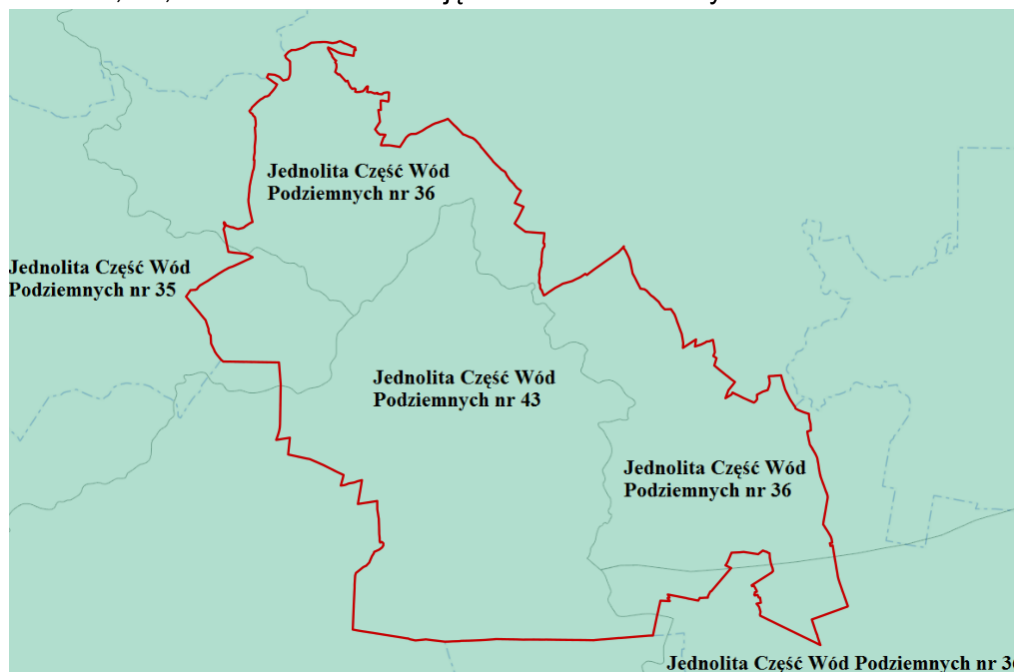 Jednolita Część Wód
Podziemnych nr 36
Jednolita Część Wód
Podziemnych nr 35
Jednolita Część Wód
Podziemnych nr 43
Jednolita Część Wód
Podziemnych nr 36
Jednolita Część Wód Podziemnych nr